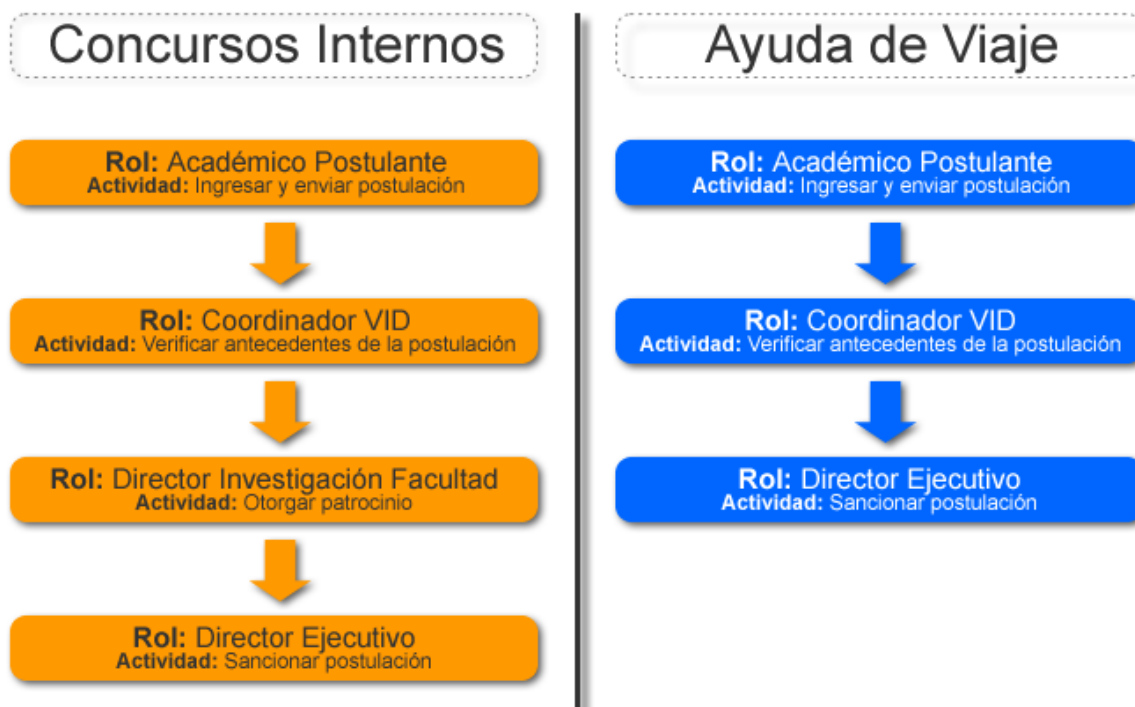 Concursos Internos
Rol: Académico Postulante
Actividad: Ingresar y enviar postulación
Rol: Coordinador VID
Actividad: Verificar antecedentes de la postulación
Rol: Director Investigación Facultad
Actividad: Otorgar patrocinio
Rol: Director Ejecutivo
Actividad: Sancionar postulación
Ayuda de Viaje
Rol: Académico Postulante
Actividad: Ingresar y enviar postulación
Rol: Coordinador VID
Actividad: Verificar antecedentes de la postulación
Rol: Director Ejecutivo
Actividad: Sancionar postulación